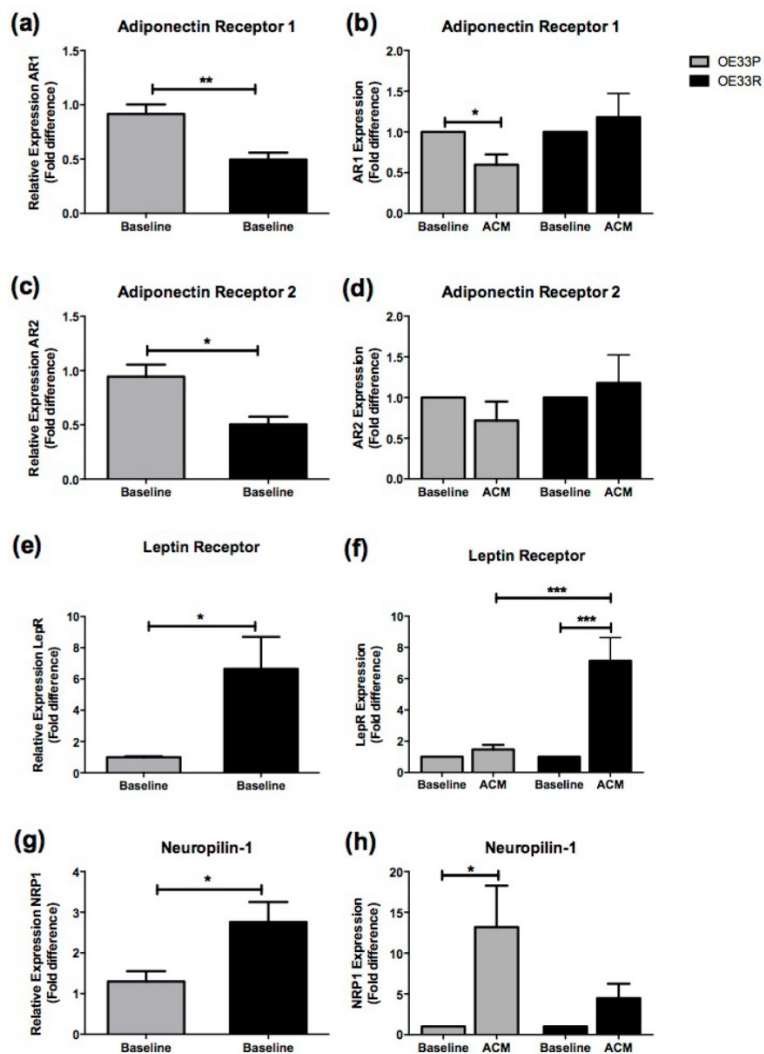 (a)
Adiponectin Receptor 1
Relative Expression AR1
(Fold difference)
1.5
1.0
0.5
0.0
**
Baseline
Baseline
(b)
Adiponectin Receptor 1
AR1 Expression
(Fold difference)
2.0
1.5
1.0
0.5
0.0
*
Baseline
ACM
Baseline
ACM
OE33P
OE33R
(c)
Adiponectin Receptor 2
Relative Expression AR2
(Fold difference)
1.5
1.0
0.5
0.0
*
Baseline
Baseline
(d)
Adiponectin Receptor 2
AR2 Expression
(Fold difference)
2.0
1.5
1.0
0.5
0.0
Baseline
ACM
Baseline
ACM
(e)
Leptin Receptor
Relative Expression LepR
(Fold difference)
10
8
6
4
2
0
*
Baseline
Baseline
(f)
Leptin Receptor
LepR Expression
(Fold difference)
10
8
6
4
2
0
***
***
Baseline
ACM
Baseline
ACM
(g)
Neuropilin-1
Relative Expression NRP1
(Fold difference)
4
3
2
1
0
*
Baseline
Baseline
(h)
Neuropilin-1
NRP1 Expression
(Fold difference)
20
15
10
5
0
*
Baseline
ACM
Baseline
ACM